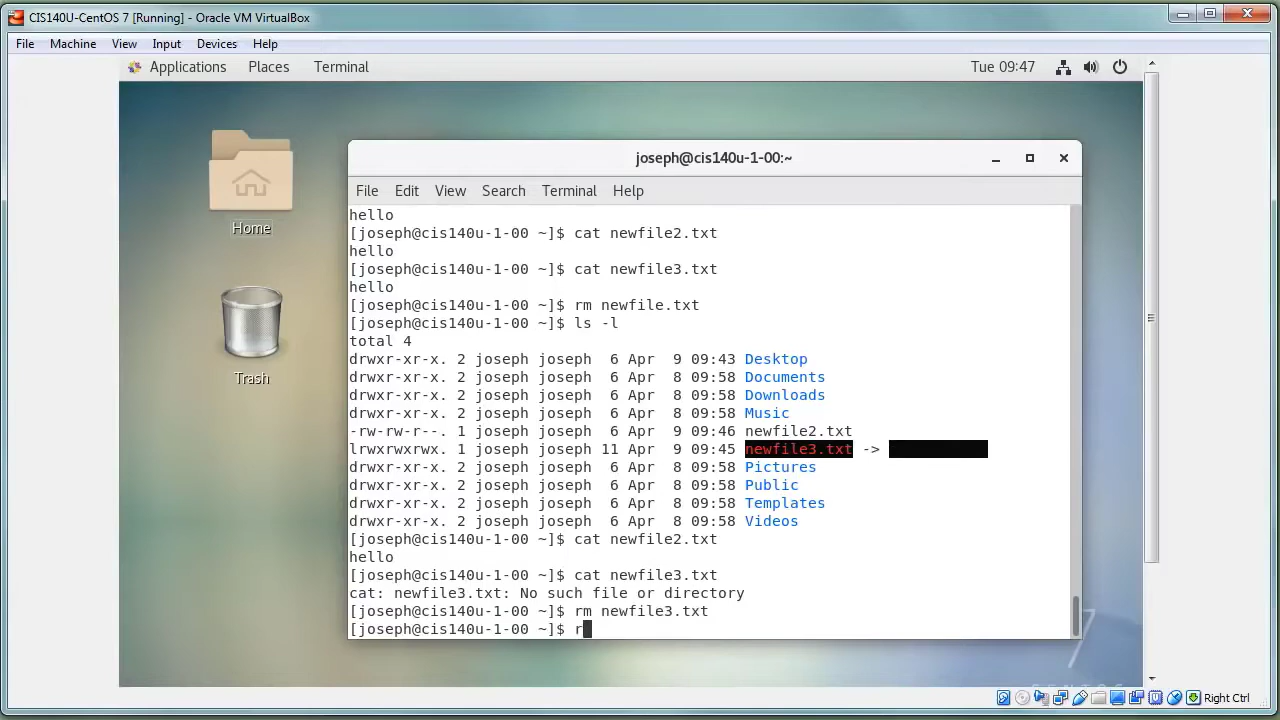 CIS140U-CentOS 7 [Running] - Oracle VM VirtualBox
File Machine View Input Devices Help
Applications Places Terminal Tue 09:47
joseph@cis140u-1-00:~
File Edit View Search Terminal Help
hello
[joseph@cis140u-1-00 ~]$ cat newfile2.txt
hello
[joseph@cis140u-1-00 ~]$ cat newfile3.txt
hello
[joseph@cis140u-1-00 ~]$ rm newfile.txt
[joseph@cis140u-1-00 ~]$ ls -l
total 4
drwxr-xr-x. 2 joseph joseph 6 Apr 9 09:43 Desktop
drwxr-xr-x. 2 joseph joseph 6 Apr 8 09:58 Documents
drwxr-xr-x. 2 joseph joseph 6 Apr 8 09:58 Downloads
drwxr-xr-x. 2 joseph joseph 6 Apr 8 09:58 Music
-rw-rw-r--. 1 joseph joseph 6 Apr 9 09:46 newfile2.txt
lrwxrwxrwx. 1 joseph joseph 11 Apr 9 09:45 newfile3.txt ->
drwxr-xr-x. 2 joseph joseph 6 Apr 8 09:58 Pictures
drwxr-xr-x. 2 joseph joseph 6 Apr 8 09:58 Public
drwxr-xr-x. 2 joseph joseph 6 Apr 8 09:58 Templates
drwxr-xr-x. 2 joseph joseph 6 Apr 8 09:58 Videos
[joseph@cis140u-1-00 ~]$ cat newfile2.txt
hello
[joseph@cis140u-1-00 ~]$ cat newfile3.txt
cat: newfile3.txt: No such file or directory
[joseph@cis140u-1-00 ~]$ rm newfile3.txt
[joseph@cis140u-1-00 ~]$ r
Home
Trash
7
Right Ctrl